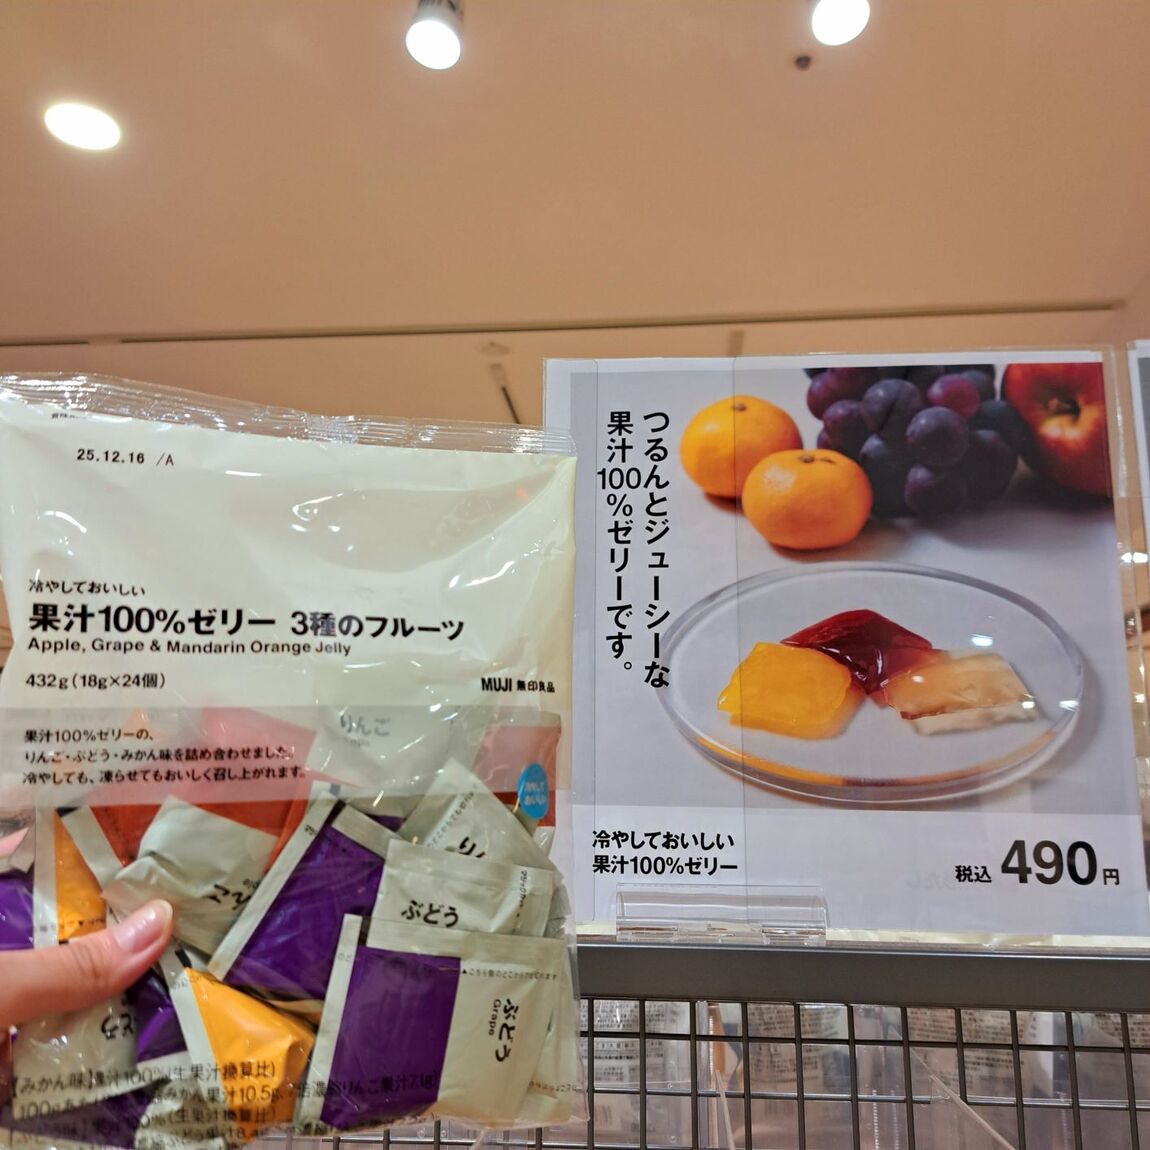 25.12.16 /A
冷やしておいしい
果汁100%ゼリー 3種のフルーツ
Apple, Grape & Mandarin Orange Jelly
432g(18g×24個)
MUJI 無印良品
果汁100%ゼリーの、
りんご・ぶどう・みかん味を詰め合わせました。
冷やしても、凍らせてもおいしく召し上がれます。
りんご
ぶどう
ぶどう
Grape
つるんとジューシーな
果汁100%ゼリーです。
冷やしておいしい
果汁100%ゼリー
税込 490円